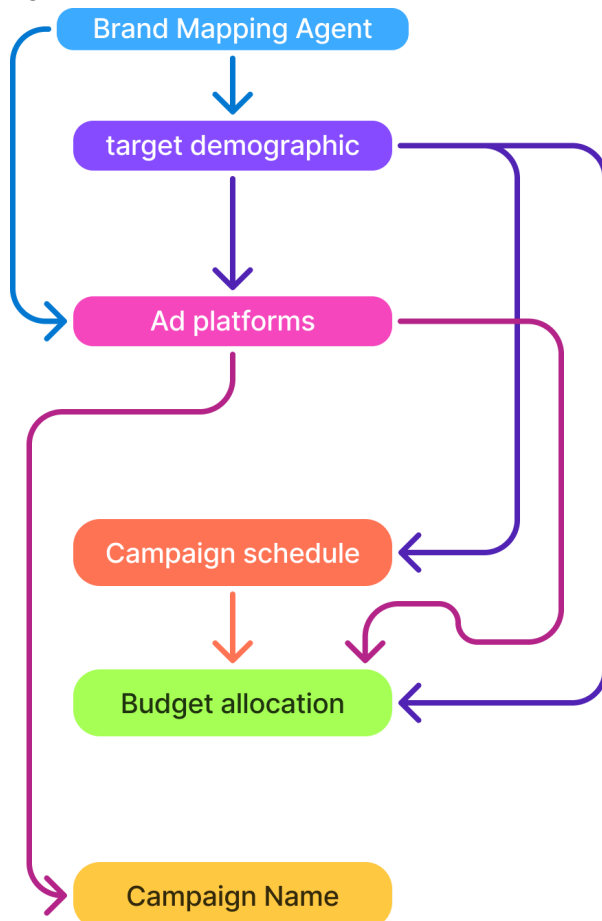 Brand Mapping Agent
target demographic
Ad platforms
Campaign schedule
Budget allocation
Campaign Name